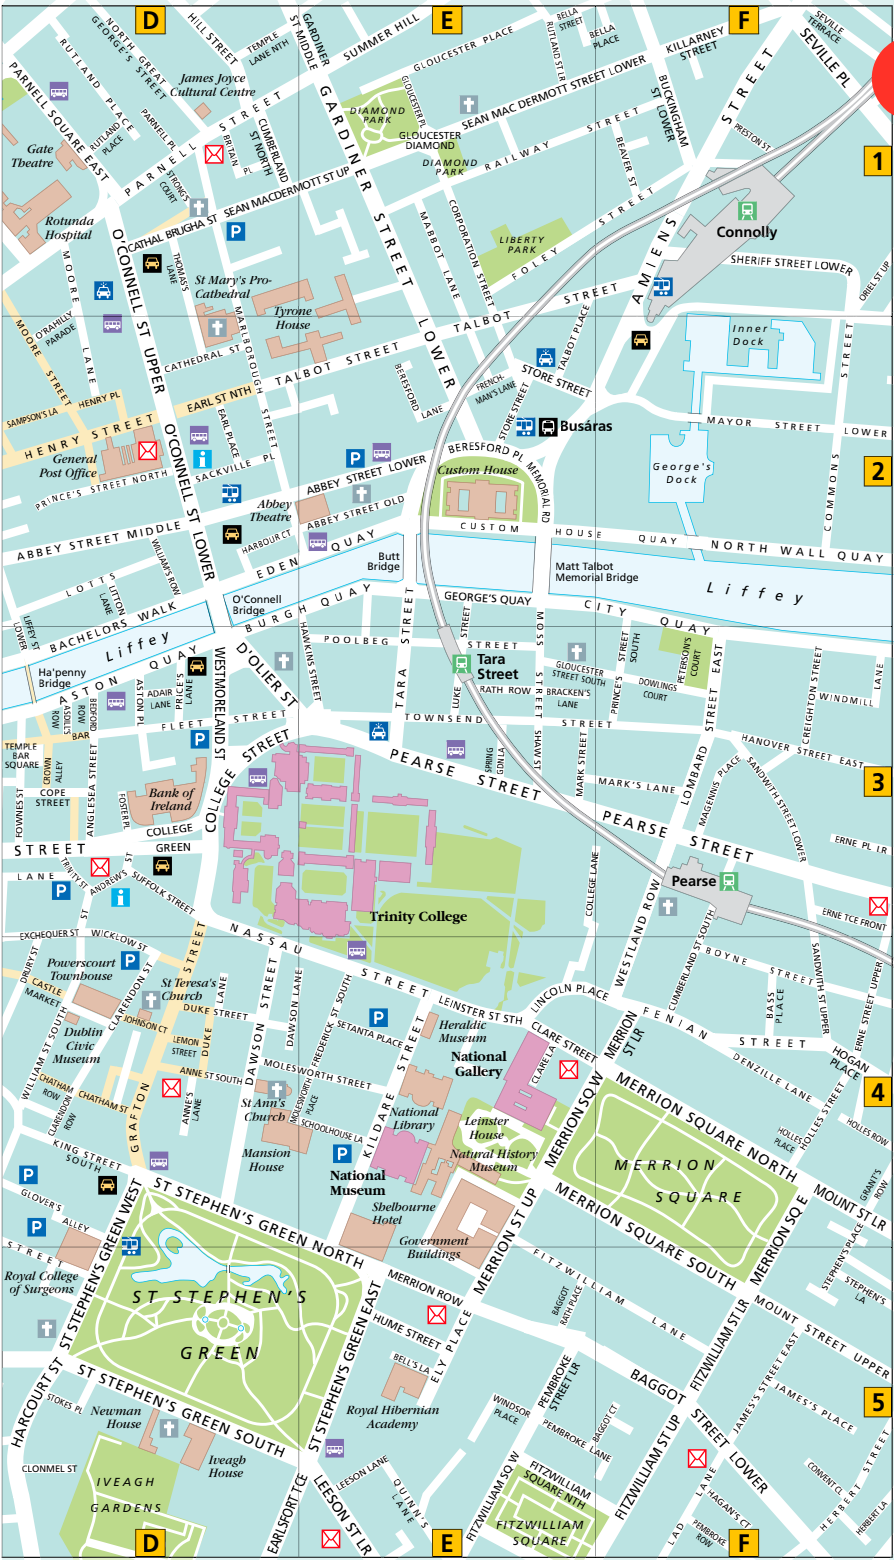 D
E
F
HILL STREET
NORTH
GREAT
GEORGE'S STREET
RUTLAND PLACE
TEMPLE
LANE NTH
GARDINER
ST MIDDLE
SUMMER HILL
GLOUCESTER PLACE
BELLA
STREET
RUTLAND ST LR
BELLA
PLACE
KILLARNEY
STREET
SEVILLE
TERRACE
SEVILLE PL
PARNELL SQUARE EAST
James Joyce
Cultural Centre
GARDINER STREET LOWER
DIAMOND
PARK
GLOUCESTER
DIAMOND
SEAN MAC DERMOTT STREET LOWER
BUCKINGHAM
ST LOWER
PRESTON ST
1
Gate
Theatre
RUTLAND
PLACE
PARNELL PL
PARNELL STREET
BRITAIN
PL
CUMBERLAND
ST NORTH
DIAMOND
PARK
RAILWAY STREET
BEAVER ST
STRONG'S
COURT
SEAN MACDERMOTT ST UP
Rotunda
Hospital
CATHAL BRUGHA ST
P
MABBOT LANE
CORPORATION STREET
LIBERTY
PARK
FOLEY STREET
AMIENS STREET
Connolly
SHERIFF STREET LOWER
ORIEL ST UP
O'CONNELL ST UPPER
MOORE LANE
THOMAS'S
LANE
St Mary's Pro-
Cathedral
Tyrone
House
O'RAHILLY
PARADE
MOORE STREET
CATHEDRAL ST
MARLBOROUGH STREET
TALBOT STREET
TALBOT PLACE
Inner
Dock
STORE STREET
FRENCH-
MAN'S LANE
BERESFORD
LANE
SAMPSON'S LA
HENRY PL
EARL ST NTH
HENRY STREET
EARL PLACE
STORE STREET
Busáras
MAYOR STREET LOWER
General
Post Office
O'CONNELL ST LOWER
SACKVILLE PL
PRINCE'S STREET NORTH
P
ABBEY STREET LOWER
BERESFORD PL
Custom House
MEMORIAL RD
George's
Dock
COMMONS STREET
2
Abbey
Theatre
ABBEY STREET OLD
ABBEY STREET MIDDLE
HARBOUR CT
EDEN QUAY
CUSTOM HOUSE QUAY
NORTH WALL QUAY
WILLIAM'S ROW
LOTTS
LITTON
LANE
BACHELORS WALK
LIFFEY ST
LOWER
O'Connell
Bridge
Butt
Bridge
Matt Talbot
Memorial Bridge
Liffey
BURGH QUAY
GEORGE'S QUAY
CITY QUAY
Liffey
Ha'penny
Bridge
ASTON QUAY
D'OLIER ST
HAWKINS STREET
POOLBEG STREET
TARA STREET
Tara
Street
LUKE STREET
MOSS STREET
GLOUCESTER
STREET SOUTH
PRINCE'S STREET SOUTH
PETERSON'S
COURT
DOWLINGS
COURT
RATH ROW
BRACKEN'S
LANE
CREIGHTON STREET
WINDMILL LANE
WESTMORELAND ST
ADAIR
LANE
PRICE'S
LANE
ASTON PL
BEDFORD
ROW
ASDILL'S
ROW
FLEET STREET
P
TOWNSEND STREET
LOMBARD STREET EAST
HANOVER STREET EAST
TEMPLE
BAR
SQUARE
BAR
CROWN
ALLEY
COPE
STREET
FOWNES ST
ANGLESEA STREET
FOSTER PL
Bank of
Ireland
COLLEGE STREET
PEARSE STREET
SPRING
GDN LA
SHAW ST
MARK STREET
MARK'S LANE
MAGENNIS PLACE
SANDWITH STREET LOWER
3
COLLEGE
GREEN
STREET
PEARSE STREET
ERNE PL LR
LANE
TRINITY ST
ANDREW'S ST
SUFFOLK STREET
P
Trinity College
COLLEGE LANE
Pearse
WESTLAND ROW
CUMBERLAND ST SOUTH
ERNE TCE FRONT
EXCHEQUER ST
WICKLOW ST
NASSAU STREET
Powerscourt
Townhouse
P
DRURY ST
CASTLE
MARKET
CLARENDON ST
St Teresa's
Church
DUKE STREET
DUKE LANE
JOHNSON CT
LEMON
STREET
Dublin
Civic
Museum
WILLIAM ST SOUTH
DAWSON STREET
DAWSON LANE
FREDERICK ST SOUTH
SETANTA PLACE
P
LEINSTER ST STH
LINCOLN PLACE
Heraldic
Museum
CLARE STREET
CLARE LA
MERRION
ST LR
FENIAN STREET
BOYNE STREET
BASS
PLACE
SANDWITH ST UPPER
ERNE STREET UPPER
HOGAN
PLACE
DENZILLE LANE
National
Gallery
ANNE ST SOUTH
MOLESWORTH STREET
MOLESWORTH
PLACE
SCHOOLHOUSE LA
KILDARE STREET
CHATHAM
ROW
CHATHAM ST
CLARENDON
ROW
ANNE'S
LANE
GRAFTON STREET
St Ann's
Church
Mansion
House
National
Library
Leinster
House
Natural History
Museum
National
Museum
P
MERRION SQ W
MERRION SQUARE NORTH
MERRION
SQUARE
HOLLES
PLACE
HOLLES STREET
HOLLES ROW
4
KING STREET
SOUTH
P
GRANT'S
ROW
MOUNT ST LR
MERRION SQ E
MERRION SQUARE SOUTH
STEPHEN'S PLACE
STEPHEN'S
LA
GLOVER'S ALLEY
P
STREET
Royal College
of Surgeons
ST STEPHEN'S GREEN WEST
ST STEPHEN'S GREEN NORTH
Shelbourne
Hotel
Government
Buildings
MERRION ST UP
ST STEPHEN'S
GREEN
MERRION ROW
HUME STREET
ELY PLACE
BELL'S LA
FITZWILLIAM LANE
BAGGOT
RATH PLACE
MOUNT STREET UPPER
FITZWILLIAM ST LR
JAMES'S STREET EAST
JAMES'S PLACE
BAGGOT STREET LOWER
5
HARCOURT ST
STOKES PL
ST STEPHEN'S GREEN SOUTH
ST STEPHEN'S GREEN EAST
Royal Hibernian
Academy
PEMBROKE
STREET LR
WINDSOR
PLACE
PEMBROKE LANE
BAGGOT CT
FITZWILLIAM ST UP
Newman
House
Iveagh
House
CLONMEL ST
IVEAGH
GARDENS
EARLSFORT TCE
LEESON ST LR
LEESON LANE
QUINN'S
LANE
FITZWILLIAM SQ W
FITZWILLIAM
SQUARE NTH
FITZWILLIAM
SQUARE
LAD LANE
HAGAN'S CT
PEMBROKE
ROW
CONVENT CL
HERBERT STREET
HERBERT LA
D
E
F